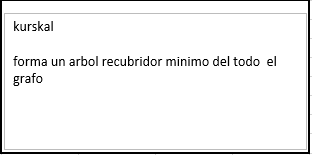 kurskal
forma un arbol recubridor minimo del todo el
grafo